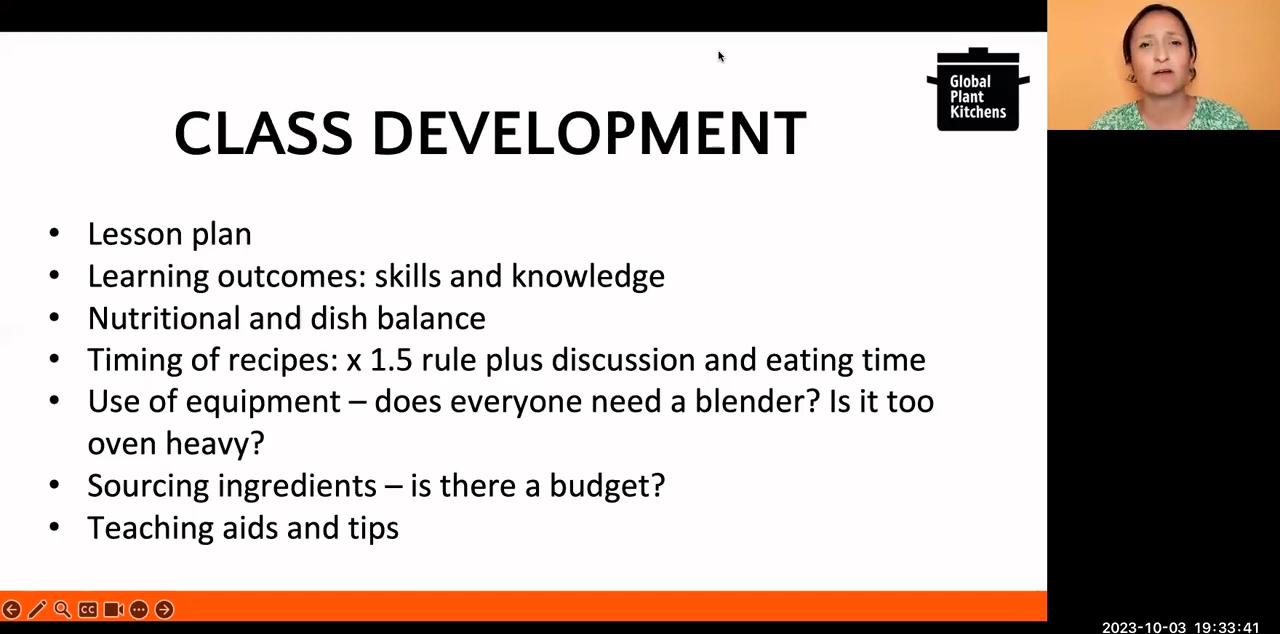 Global
Plant
Kitchens
CLASS DEVELOPMENT
• Lesson plan
• Learning outcomes: skills and knowledge
• Nutritional and dish balance
• Timing of recipes: x 1.5 rule plus discussion and eating time
• Use of equipment – does everyone need a blender? Is it too
oven heavy?
• Sourcing ingredients – is there a budget?
• Teaching aids and tips
CC
2023-10-03 19:33:41